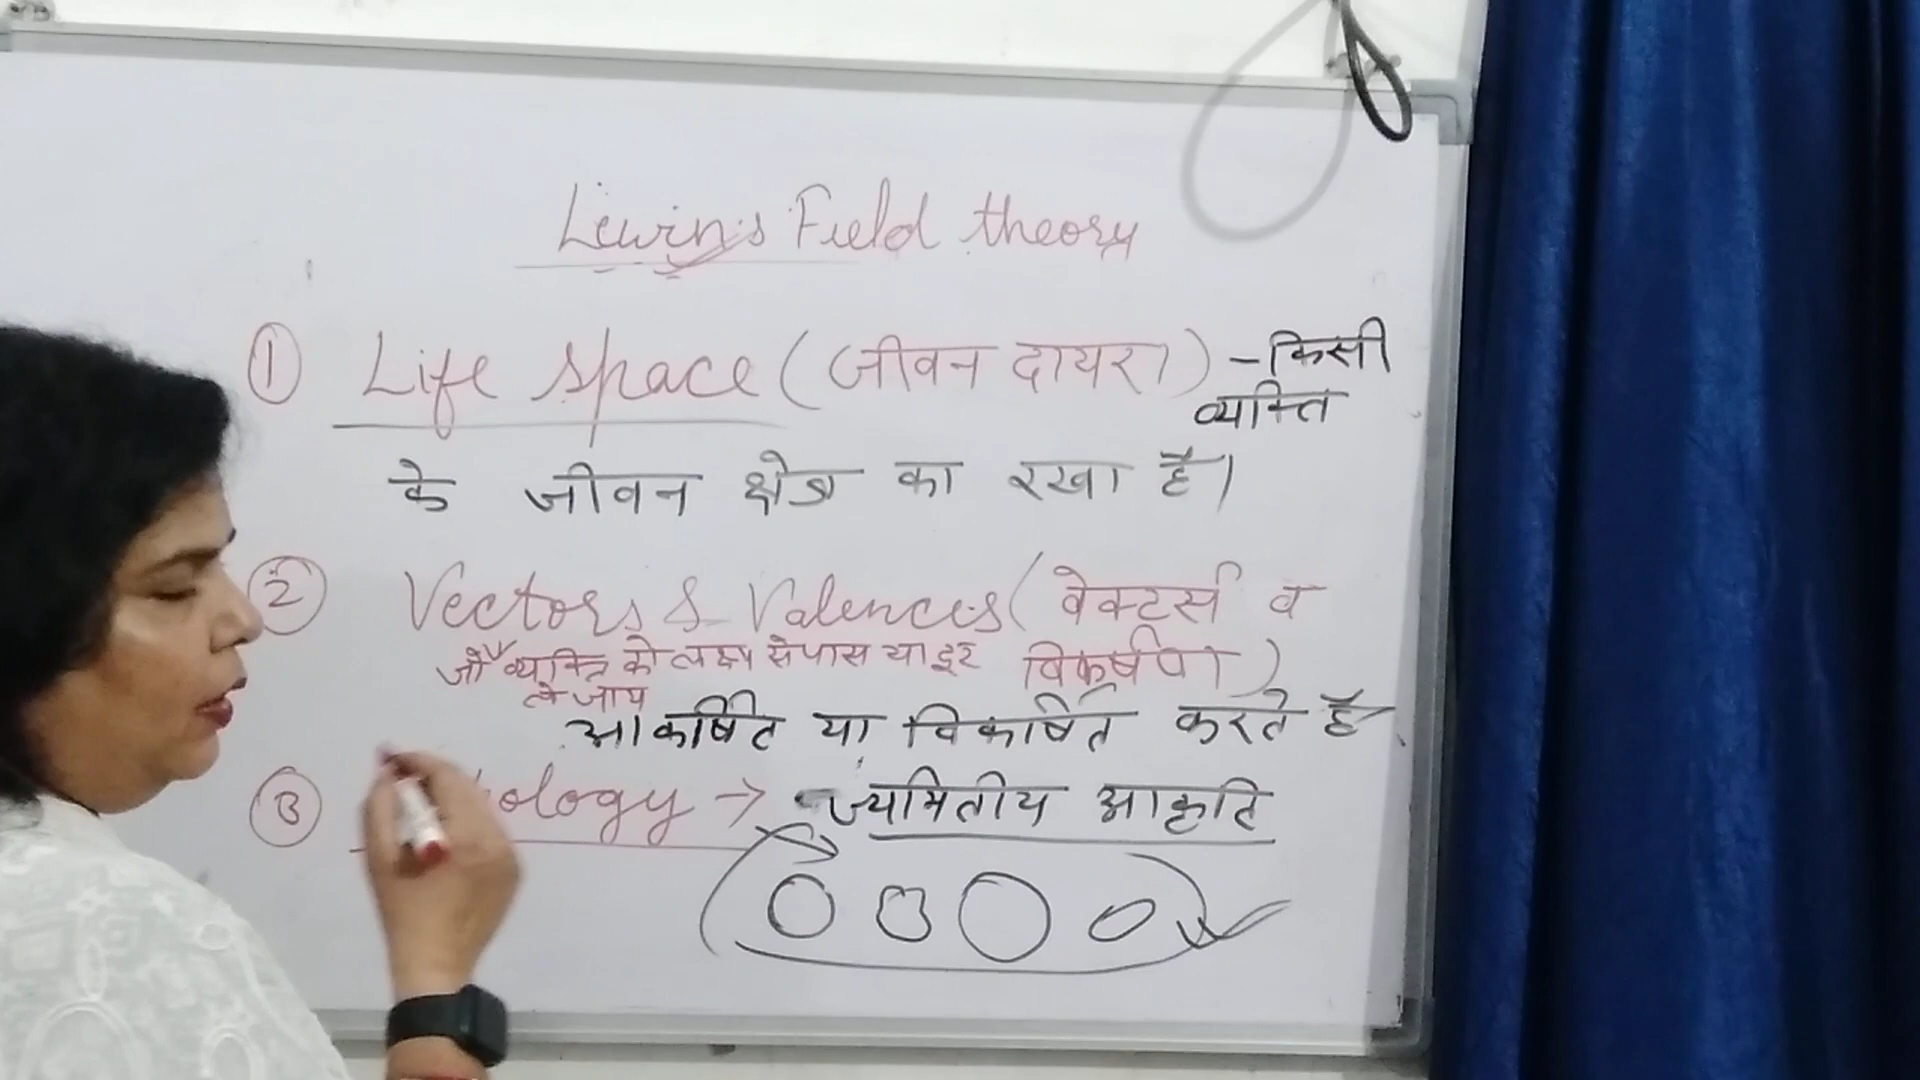 Lewin's Field theory
① Life space (जीवन दायरा) – किसी
व्यक्ति
के जीवन क्षेत्र का रखा है।
② Vectors & Valences (वेक्टर्स व
जो व्यक्ति को लक्ष्य से पास या दूर विकर्षण)
ले जाय
आकर्षित या विकर्षित करते है
③ ology → ज्यमितीय आकृति